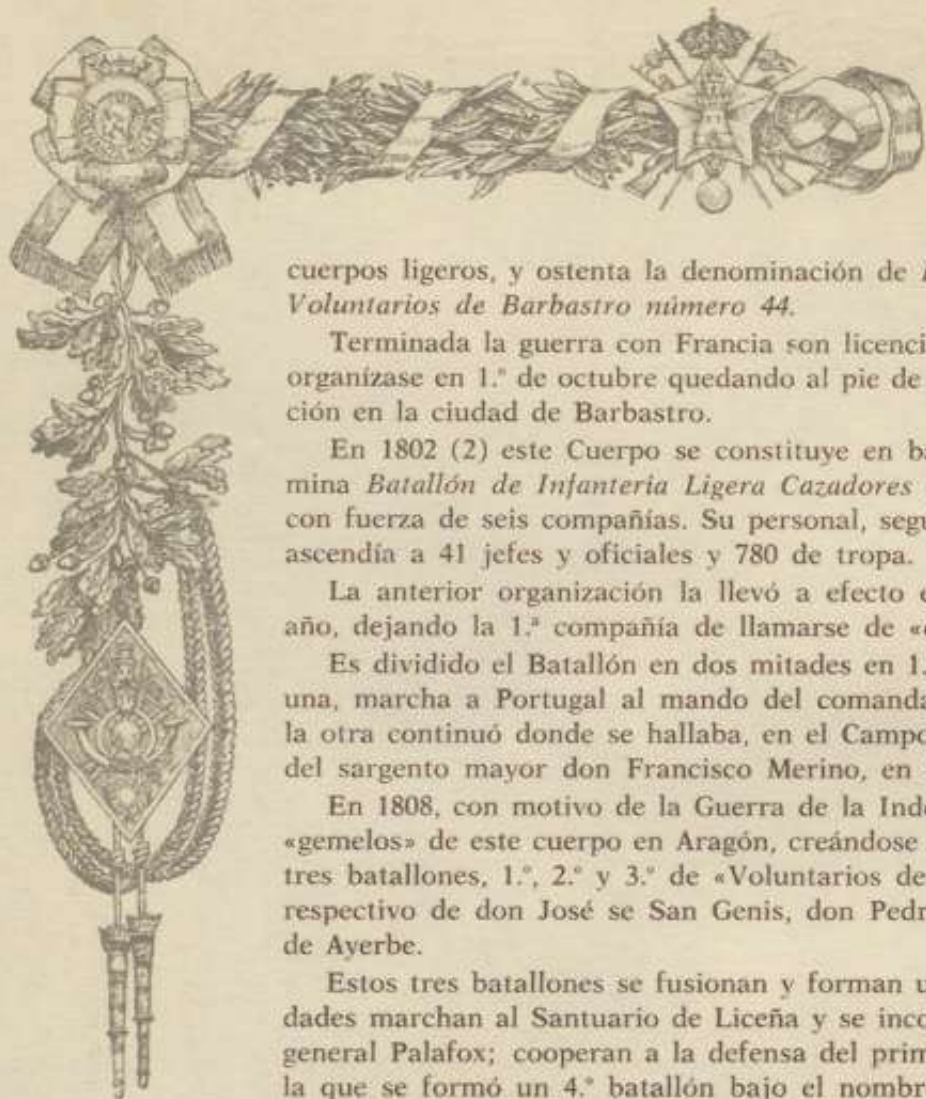 cuerpos ligeros, y ostenta la denominación de
Voluntarios de Barbastro número 44.
Terminada la guerra con Francia son licenci
organízase en 1.º de octubre quedando al pie de
ción en la ciudad de Barbastro.
En 1802 (2) este Cuerpo se constituye en ba
mina Batallón de Infantería Ligera Cazadores
con fuerza de seis compañías. Su personal, segu
ascendía a 41 jefes y oficiales y 780 de tropa.
La anterior organización la llevó a efecto e
año, dejando la 1.ª compañía de llamarse de «
Es dividido el Batallón en dos mitades en 1.
una, marcha a Portugal al mando del comanda
la otra continuó donde se hallaba, en el Campo
del sargento mayor don Francisco Merino, en
En 1808, con motivo de la Guerra de la Inde
«gemelos» de este cuerpo en Aragón, creándose
tres batallones, 1.º, 2.º y 3.º de «Voluntarios de
respectivo de don José se San Genis, don Pedr
de Ayerbe.
Estos tres batallones se fusionan y forman u
dades marchan al Santuario de Liceña y se inco
general Palafox; cooperan a la defensa del prim
la que se formó un 4.º batallón bajo el nombr